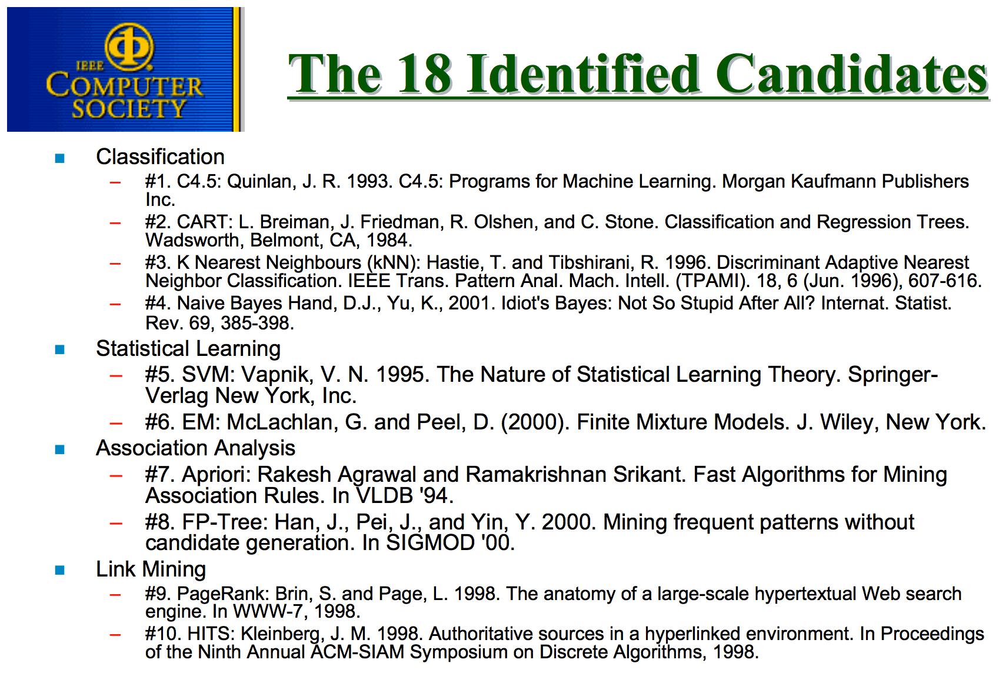 IEEE
COMPUTER
SOCIETY
The 18 Identified Candidates
Classification
– #1. C4.5: Quinlan, J. R. 1993. C4.5: Programs for Machine Learning. Morgan Kaufmann Publishers
Inc.
– #2. CART: L. Breiman, J. Friedman, R. Olshen, and C. Stone. Classification and Regression Trees.
Wadsworth, Belmont, CA, 1984.
– #3. K Nearest Neighbours (kNN): Hastie, T. and Tibshirani, R. 1996. Discriminant Adaptive Nearest
Neighbor Classification. IEEE Trans. Pattern Anal. Mach. Intell. (TPAMI). 18, 6 (Jun. 1996), 607-616.
– #4. Naive Bayes Hand, D.J., Yu, K., 2001. Idiot's Bayes: Not So Stupid After All? Internat. Statist.
Rev. 69, 385-398.
Statistical Learning
– #5. SVM: Vapnik, V. N. 1995. The Nature of Statistical Learning Theory. Springer-
Verlag New York, Inc.
– #6. EM: McLachlan, G. and Peel, D. (2000). Finite Mixture Models. J. Wiley, New York.
Association Analysis
– #7. Apriori: Rakesh Agrawal and Ramakrishnan Srikant. Fast Algorithms for Mining
Association Rules. In VLDB '94.
– #8. FP-Tree: Han, J., Pei, J., and Yin, Y. 2000. Mining frequent patterns without
candidate generation. In SIGMOD '00.
Link Mining
– #9. PageRank: Brin, S. and Page, L. 1998. The anatomy of a large-scale hypertextual Web search
engine. In WWW-7, 1998.
– #10. HITS: Kleinberg, J. M. 1998. Authoritative sources in a hyperlinked environment. In Proceedings
of the Ninth Annual ACM-SIAM Symposium on Discrete Algorithms, 1998.